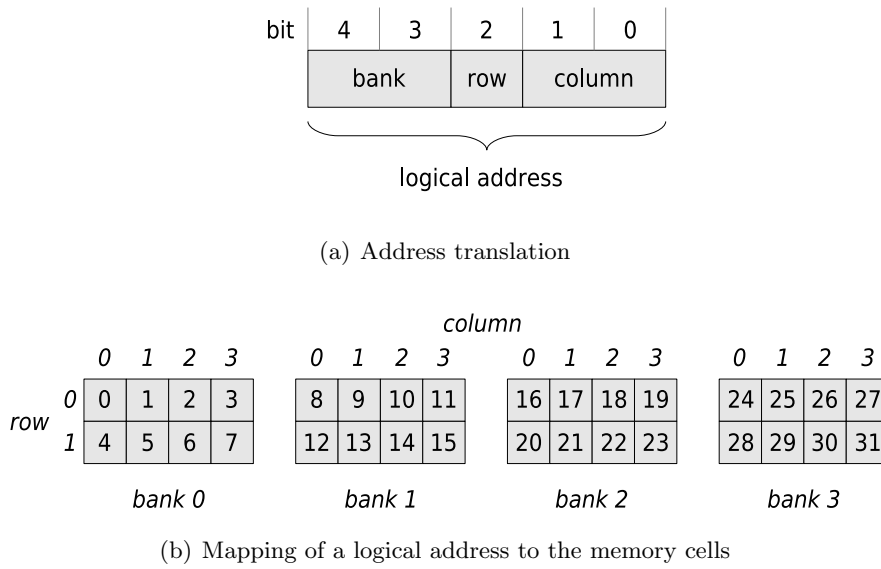 bit 4 3 2 1 0
bank row column
logical address
(a) Address translation
column
0 1 2 3 0 1 2 3 0 1 2 3 0 1 2 3
0 0 1 2 3 8 9 10 11 16 17 18 19 24 25 26 27
row
1 4 5 6 7 12 13 14 15 20 21 22 23 28 29 30 31
bank 0 bank 1 bank 2 bank 3
(b) Mapping of a logical address to the memory cells